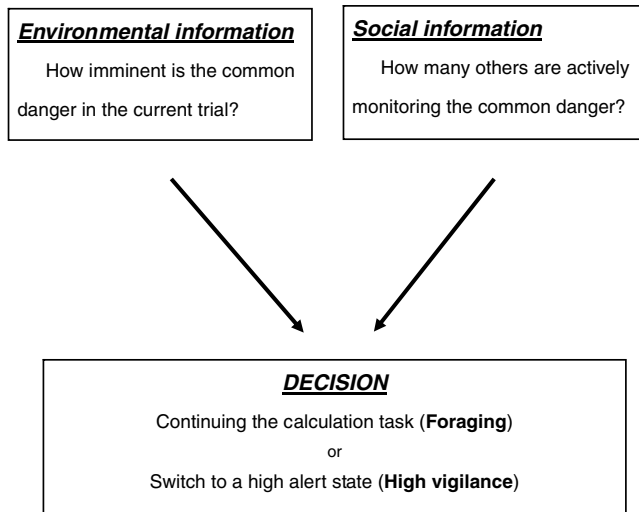 Environmental information
How imminent is the common
danger in the current trial?
Social information
How many others are actively
monitoring the common danger?
DECISION
Continuing the calculation task (Foraging)
or
Switch to a high alert state (High vigilance)